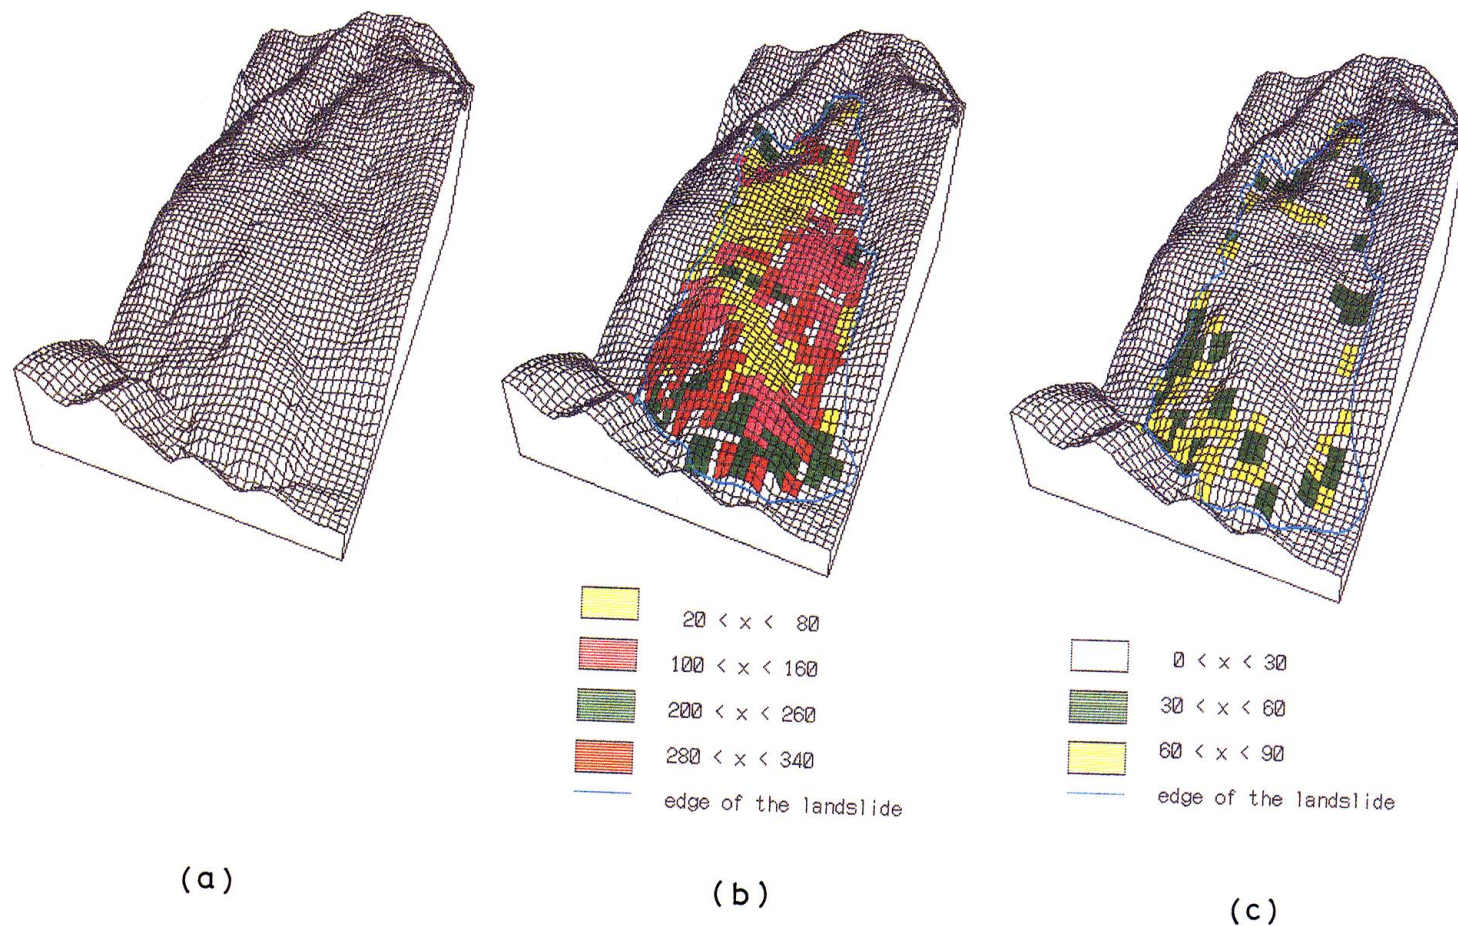 20 < x < 80
100 < x < 160
200 < x < 260
280 < x < 340
edge of the landslide
0 < x < 30
30 < x < 60
60 < x < 90
edge of the landslide
(a)
(b)
(c)